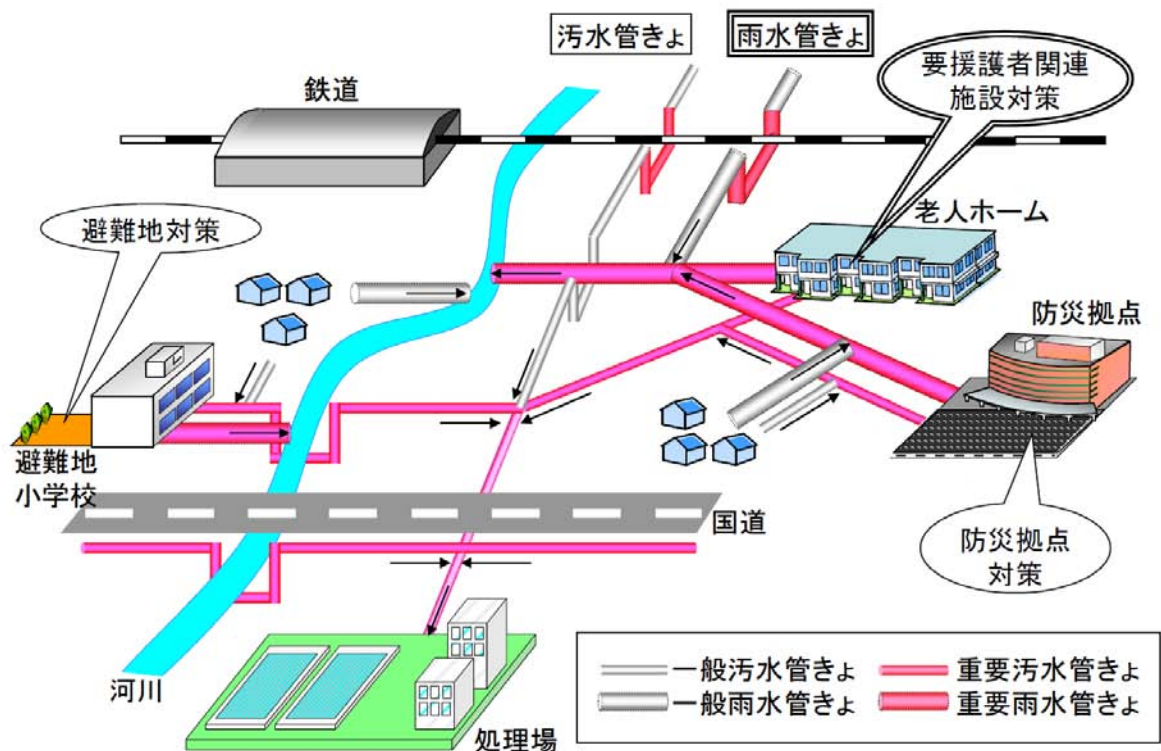 汚水管きょ
雨水管きょ
要援護者関連
施設対策
鉄道
避難地対策
老人ホーム
防災拠点
避難地
小学校
国道
防災拠点
対策
河川
処理場
一般汚水管きょ
重要汚水管きょ
一般雨水管きょ
重要雨水管きょ